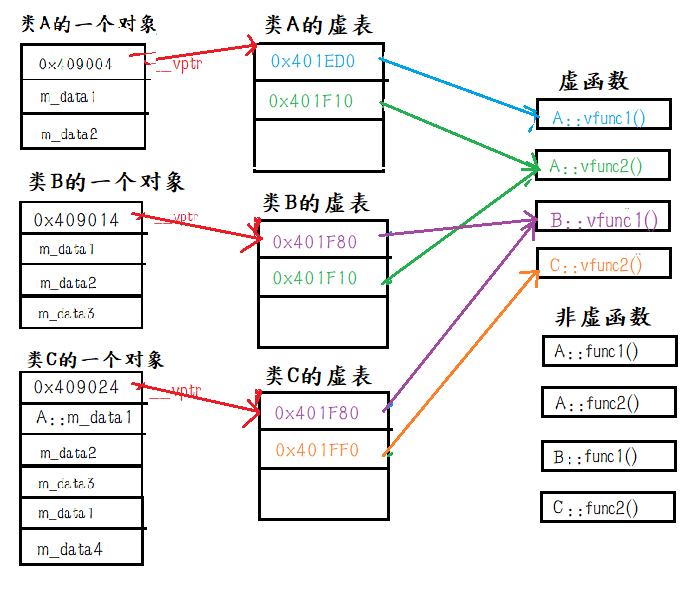 类A的一个对象
0x409004
m_data1
m_data2
__vptr
类A的虚表
0x401ED0
0x401F10
类B的一个对象
0x409014
m_data1
m_data2
m_data3
__vptr
类B的虚表
0x401F80
0x401F10
类C的一个对象
0x409024
A::m_data1
m_data2
m_data3
m_data1
m_data4
__vptr
类C的虚表
0x401F80
0x401FF0
虚函数
A::vfunc1()
A::vfunc2()
B::vfunc1()
C::vfunc2()
非虚函数
A::func1()
A::func2()
B::func1()
C::func2()